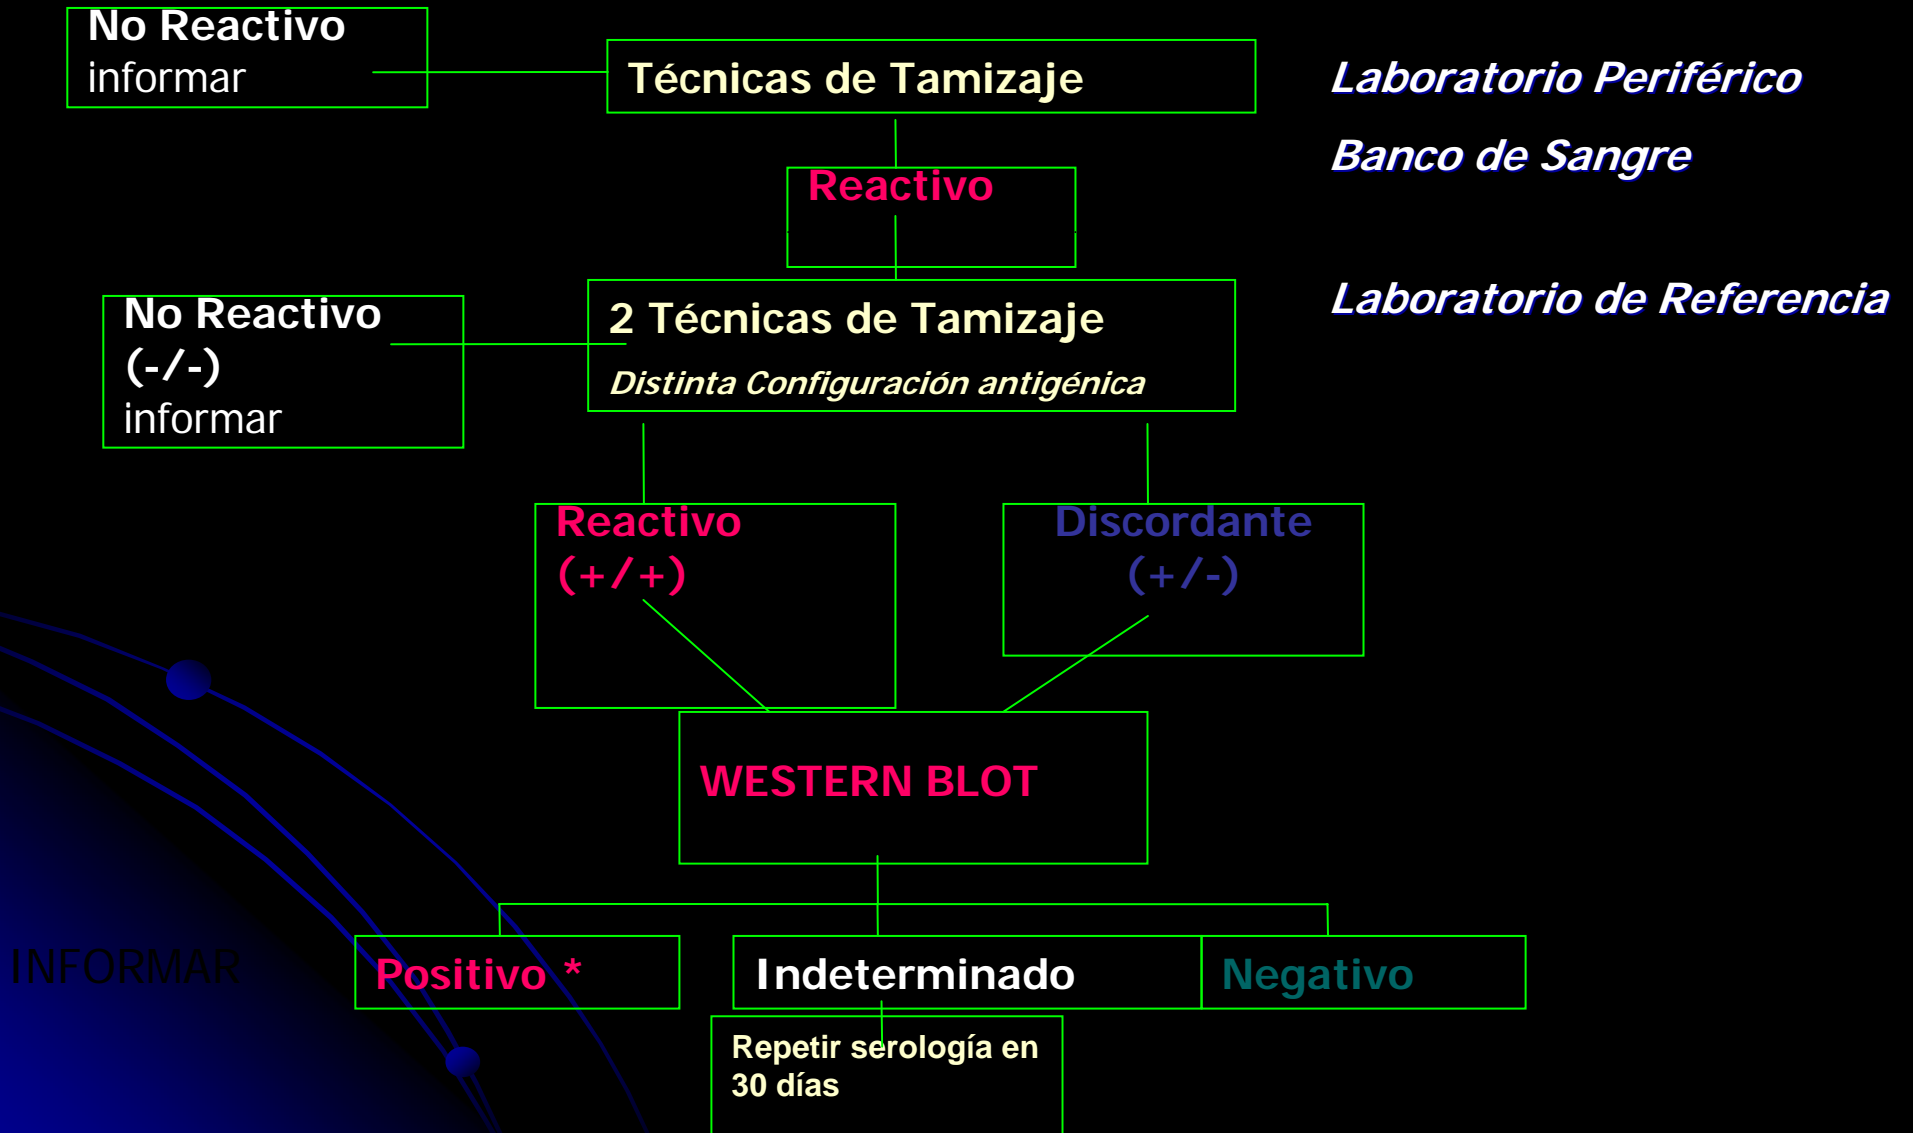 No Reactivo
informar
Técnicas de Tamizaje
Laboratorio Periférico
Banco de Sangre
Reactivo
Laboratorio de Referencia
No Reactivo
(-/-)
informar
2 Técnicas de Tamizaje
Distinta Configuración antigénica
Reactivo
(+/+)
Discordante
(+/-)
WESTERN BLOT
INFORMAR
Positivo *
Indeterminado
Negativo
Repetir serología en
30 días